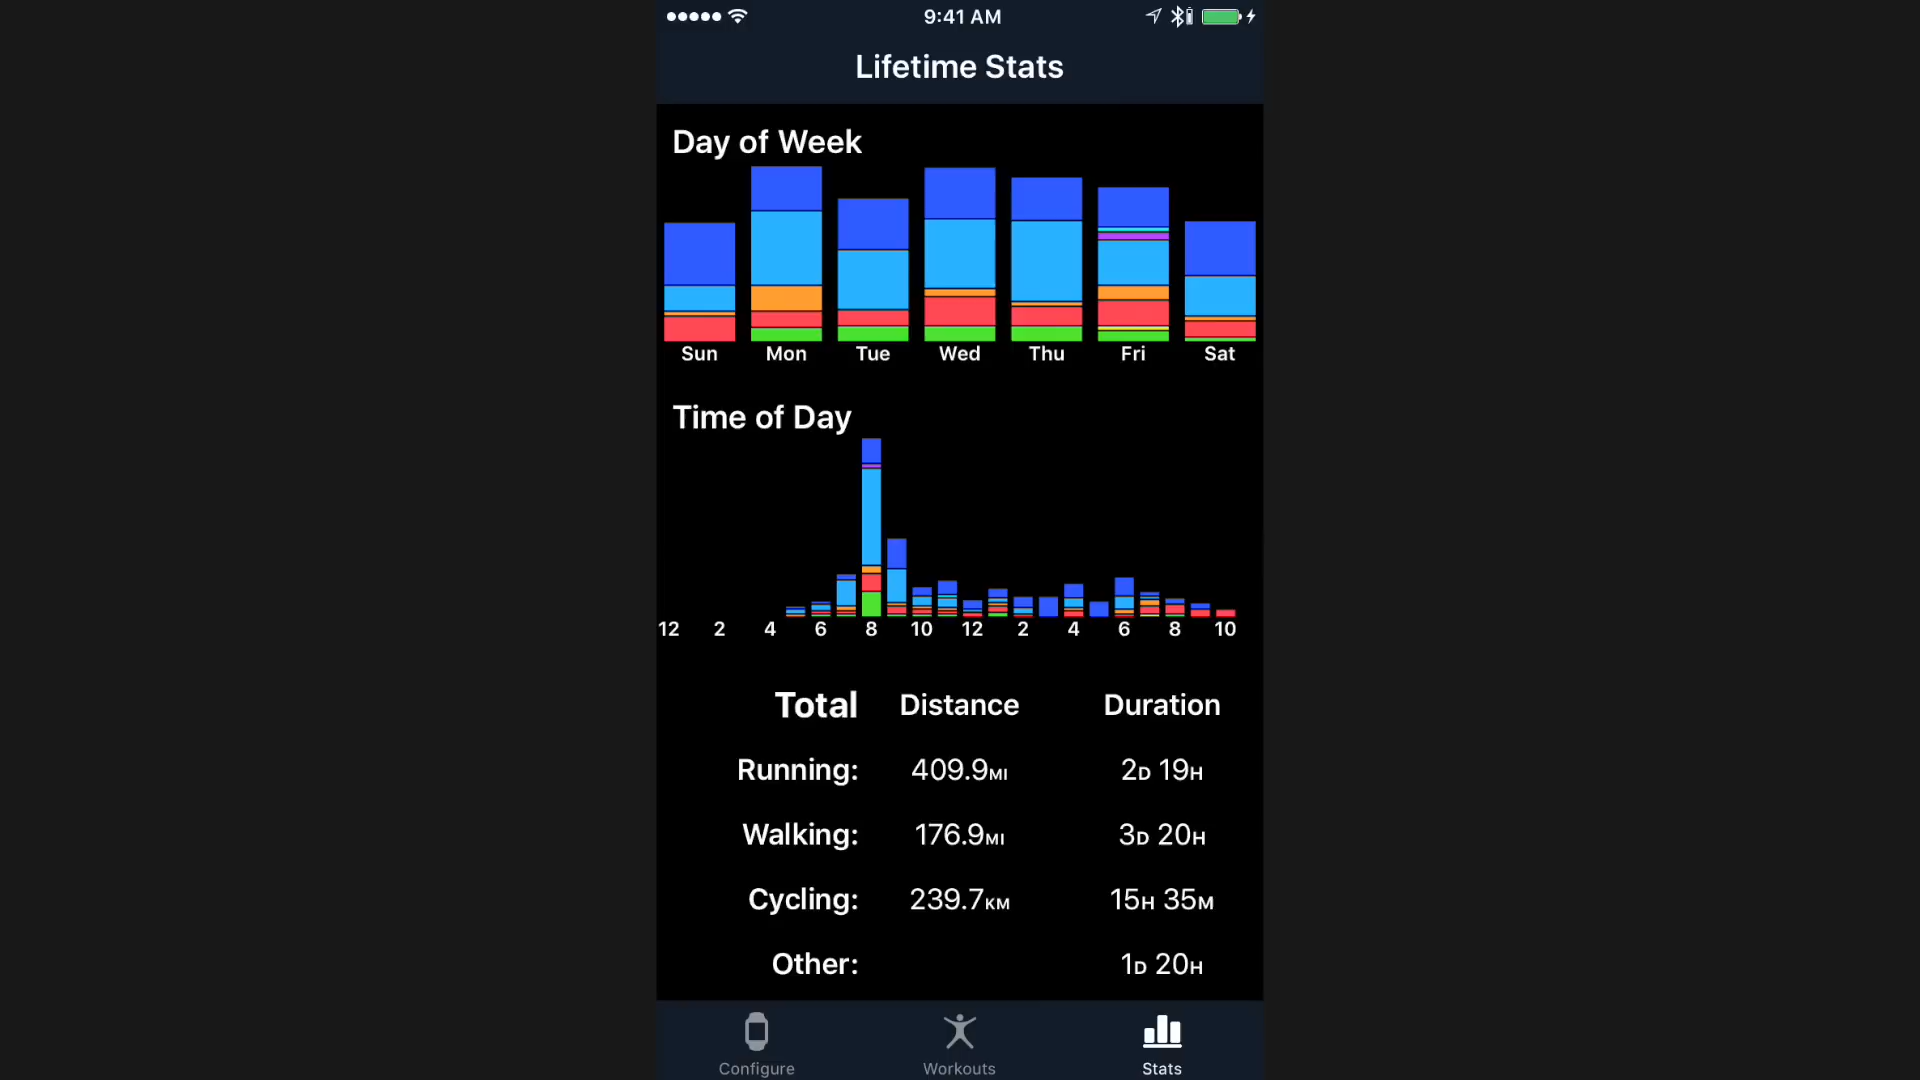 9:41 AM
Lifetime Stats
Day of Week
Sun Mon Tue Wed Thu Fri Sat
Time of Day
12 2 4 6 8 10 12 2 4 6 8 10
Total Distance Duration
Running: 409.9MI 2D 19H
Walking: 176.9MI 3D 20H
Cycling: 239.7KM 15H 35M
Other: 1D 20H
Configure Workouts Stats